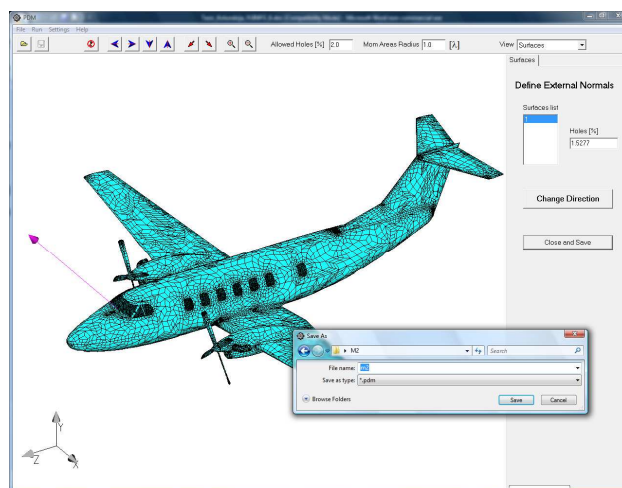 PDM
File Run Settings Help
Allowed Holes [%] 2.0 Mom Areas Radius 1.0 [λ] View Surfaces
Surfaces
Define External Normals
Surfaces list
1
Holes [%]
1.5277
Change Direction
Close and Save
Save As
M2 Search
File name: m2
Save as type: *.pdm
Browse Folders Save Cancel
Y
Z X